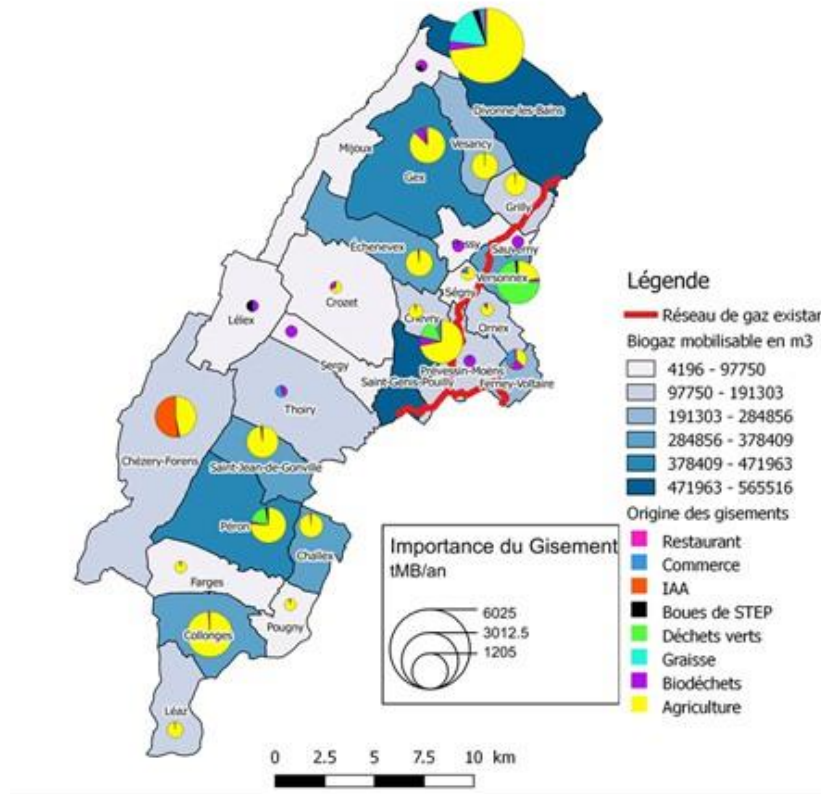 Divonne-les-Bains
Mijoux
Vesancy
Gex
Grilly
Échenevex
Sauverny
Versonnex
Ségny
Crozet
Lélex
Chevry
Ornex
Sergy
Prévessin-Moëns
Saint-Genis-Pouilly
Ferney-Voltaire
Thoiry
Chézery-Forens
Saint-Jean-de-Gonville
Péron
Challex
Farges
Pougny
Collonges
Léaz
Légende
Réseau de gaz existar
Biogaz mobilisable en m3
4196 - 97750
97750 - 191303
191303 - 284856
284856 - 378409
378409 - 471963
471963 - 565516
Origine des gisements
Restaurant
Commerce
IAA
Boues de STEP
Déchets verts
Graisse
Biodéchets
Agriculture
Importance du Gisement
tMB/an
6025
3012.5
1205
0 2.5 5 7.5 10 km